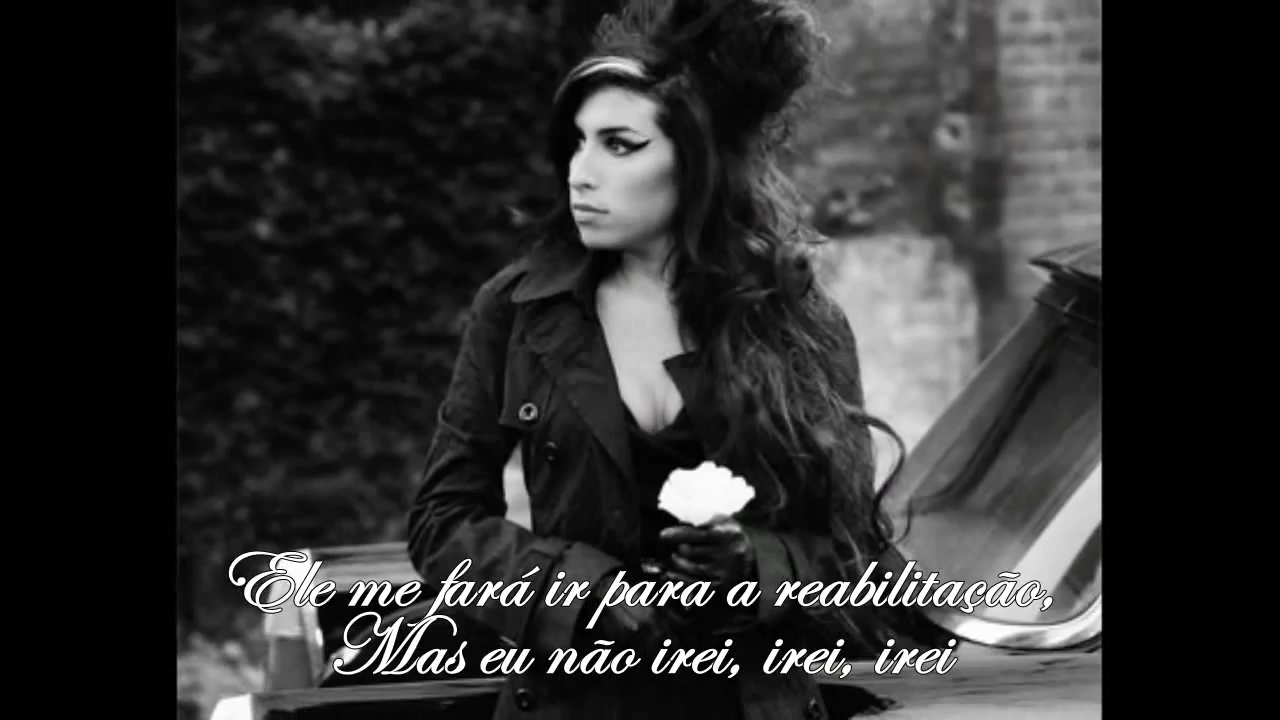 Ele me fará ir para a reabilitação,
Mas eu não irei, irei, irei